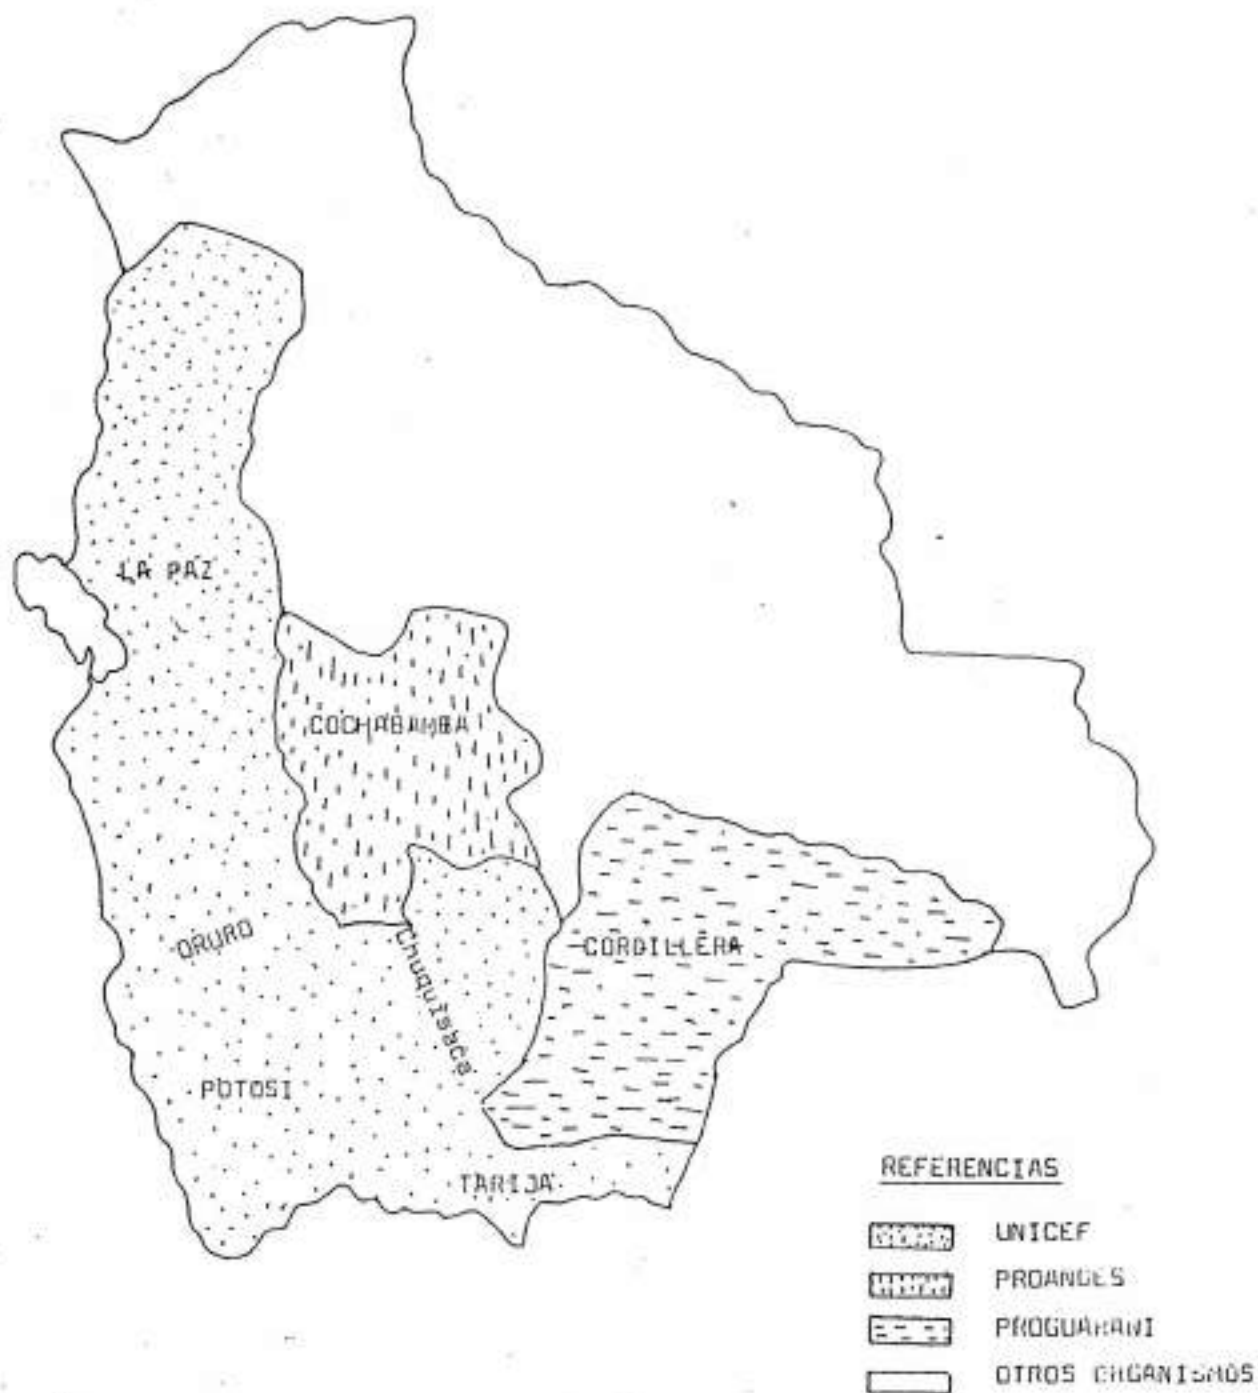 LA PAZ
COCHABAMBA
ORURO
CORDILLERA
Chuquisaca
POTOSI
TARIJA
REFERENCIAS
UNICEF
PROANDES
PROGUARANI
OTROS ORGANISMOS